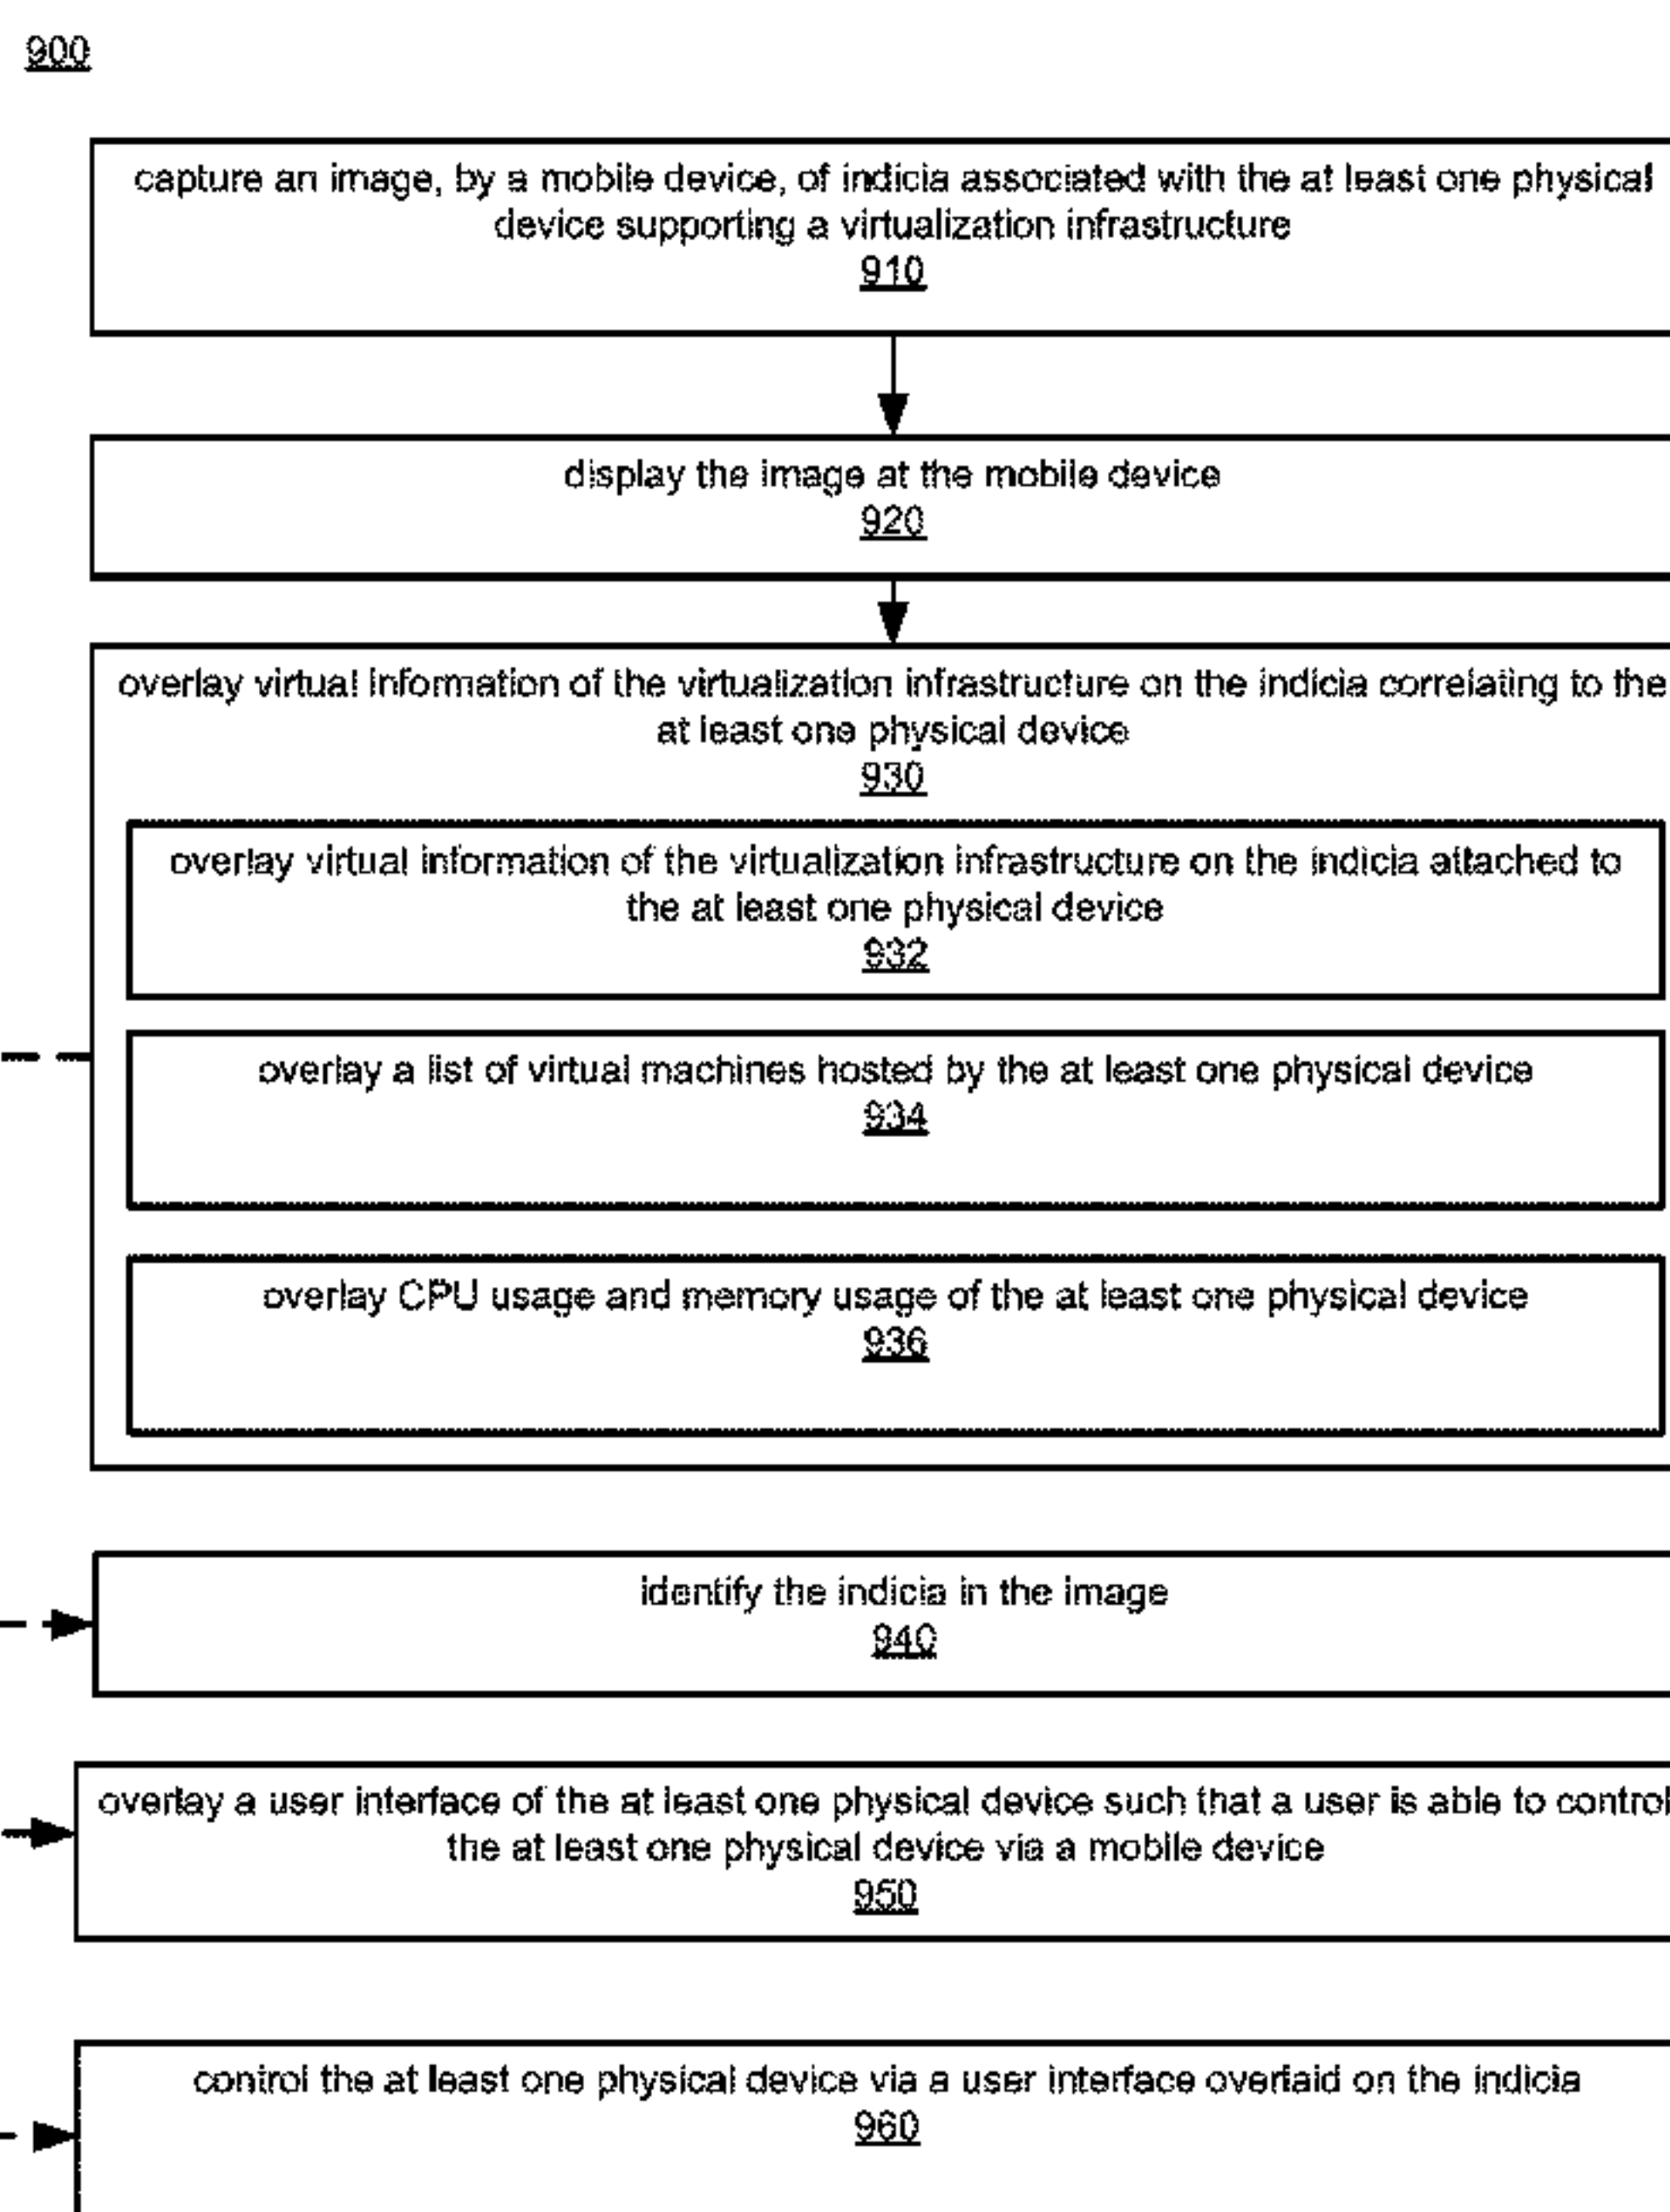 900
capture an image, by a mobile device, of indicia associated with the at least one physical
device supporting a virtualization infrastructure
910
display the image at the mobile device
920
overlay virtual information of the virtualization infrastructure on the indicia correlating to the
at least one physical device
930
overlay virtual information of the virtualization infrastructure on the indicia attached to
the at least one physical device
932
overlay a list of virtual machines hosted by the at least one physical device
934
overlay CPU usage and memory usage of the at least one physical device
936
identify the indicia in the image
940
overlay a user interface of the at least one physical device such that a user is able to control
the at least one physical device via a mobile device
950
control the at least one physical device via a user interface overlaid on the indicia
960